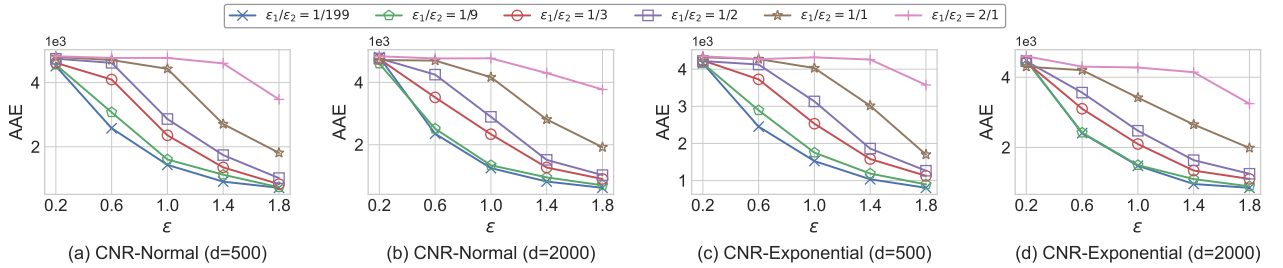 ε₁/ε₂ = 1/199 ε₁/ε₂ = 1/9 ε₁/ε₂ = 1/3 ε₁/ε₂ = 1/2 ε₁/ε₂ = 1/1 ε₁/ε₂ = 2/1
1e3
AAE
4
2
0.2 0.6 1.0 1.4 1.8
ε
(a) CNR-Normal (d=500)
1e3
AAE
4
2
0.2 0.6 1.0 1.4 1.8
ε
(b) CNR-Normal (d=2000)
1e3
AAE
4
3
2
1
0.2 0.6 1.0 1.4 1.8
ε
(c) CNR-Exponential (d=500)
1e3
AAE
4
2
0.2 0.6 1.0 1.4 1.8
ε
(d) CNR-Exponential (d=2000)